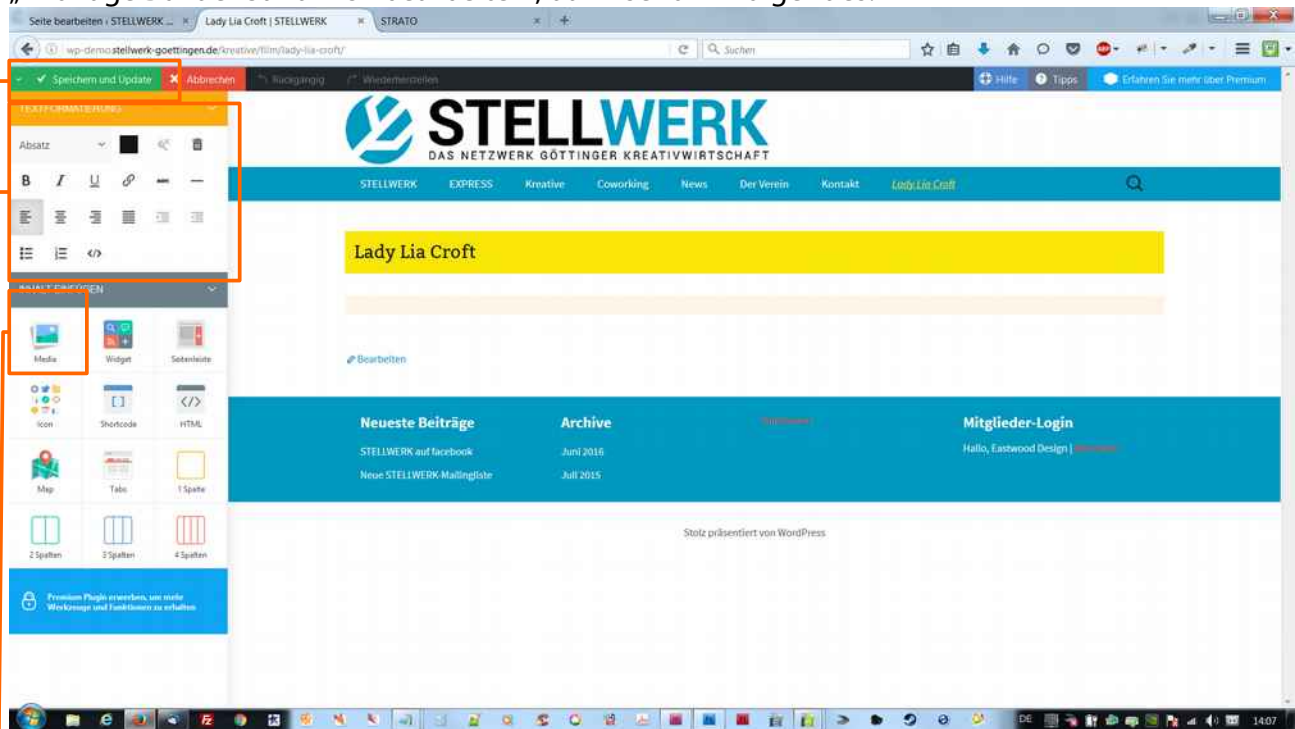 Seite bearbeiten ‹ STELLWERK ... × Lady Lia Croft | STELLWERK × STRATO × +
wp-demo.stellwerk-goettingen.de/kreative/film/lady-lia-croft/ Suchen
Speichern und Update Abbrechen Rückgängig Wiederherstellen Hilfe Tipps Erfahren Sie mehr über Premium
TEXTFORMATIERUNG
Absatz
B I U
STELLWERK
DAS NETZWERK GÖTTINGER KREATIVWIRTSCHAFT
STELLWERK EXPRESS Kreative Coworking News Der Verein Kontakt Lady Lia Croft
Lady Lia Croft
INHALT EINFÜGEN
Media Widget Seitenleiste
Bearbeiten
Icon Shortcode HTML
Map Tabs 1 Spalte
2 Spalten 3 Spalten 4 Spalten
Neueste Beiträge Archive Mitglieder-Login
STELLWERK auf facebook Juni 2016 Hallo, Eastwood Design |
Neue STELLWERK-Mailingliste Juli 2015
Stolz präsentiert von WordPress
Premium Plugin erwerben, um mehr
Werkzeuge und Funktionen zu erhalten
DE 14:07